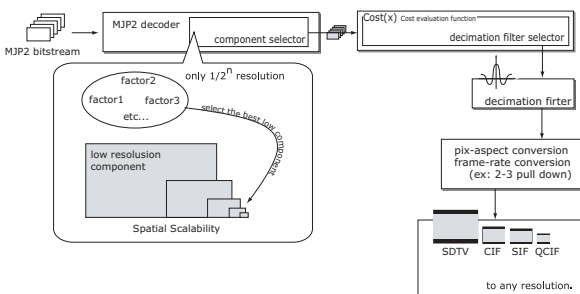 MJP2 bitstream
MJP2 decoder
component selector
Cost(x) Cost evaluation function
decimation filter selector
only 1/2ⁿ resolution
factor2
factor1
factor3
etc...
select the best low component
low resolusion
component
Spatial Scalability
decimation firter
pix-aspect conversion
frame-rate conversion
(ex: 2-3 pull down)
SDTV
CIF
SIF
QCIF
to any resolution.